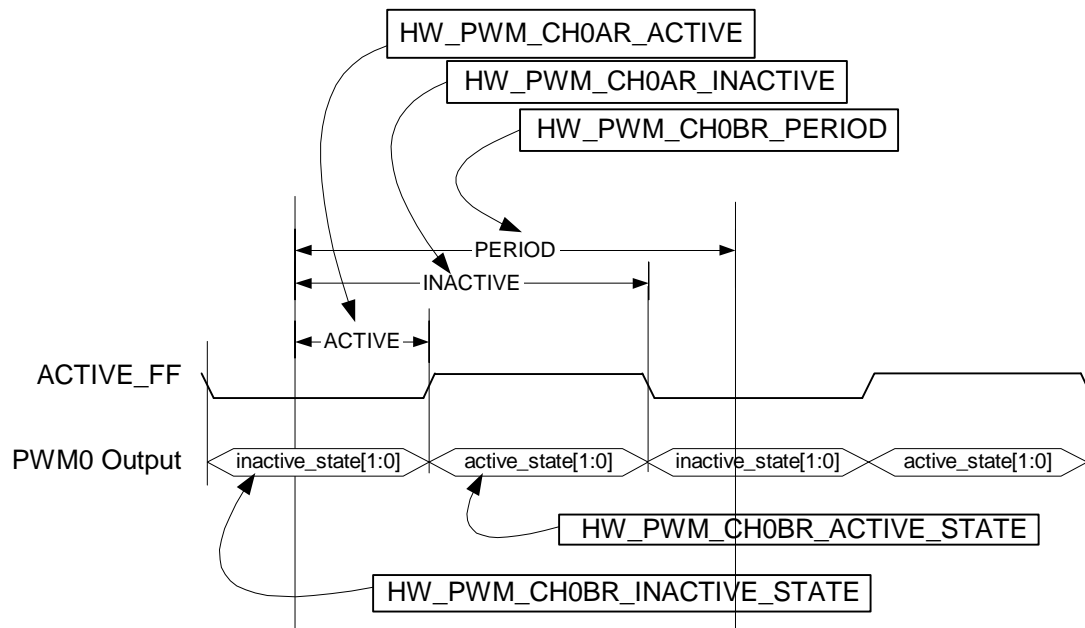 HW_PWM_CH0AR_ACTIVE
HW_PWM_CH0AR_INACTIVE
HW_PWM_CH0BR_PERIOD
PERIOD
INACTIVE
ACTIVE
ACTIVE_FF
PWM0 Output
inactive_state[1:0]
active_state[1:0]
inactive_state[1:0]
active_state[1:0]
HW_PWM_CH0BR_ACTIVE_STATE
HW_PWM_CH0BR_INACTIVE_STATE